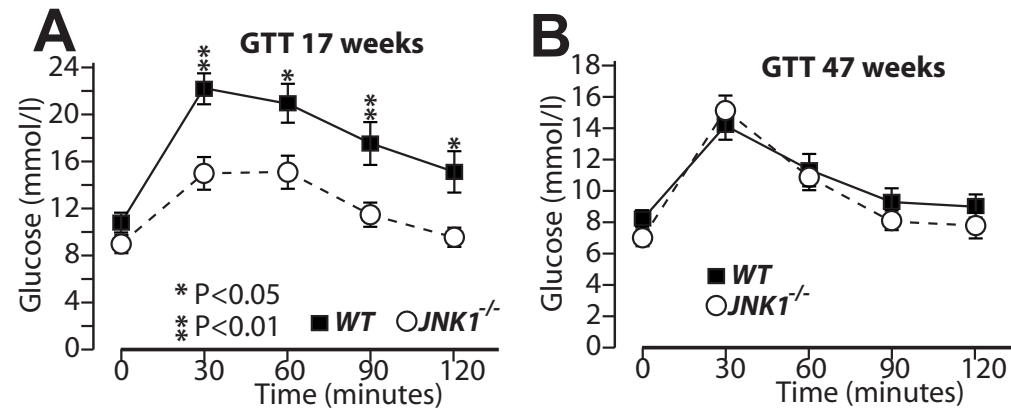 A
GTT 17 weeks
Glucose (mmol/l)
24
20
16
12
8
4
0
**
*
**
*
* P<0.05
** P<0.01
WT
JNK1-/-
0 30 60 90 120
Time (minutes)
B
GTT 47 weeks
Glucose (mmol/l)
18
16
14
12
10
8
6
4
2
0
WT
JNK1-/-
0 30 60 90 120
Time (minutes)